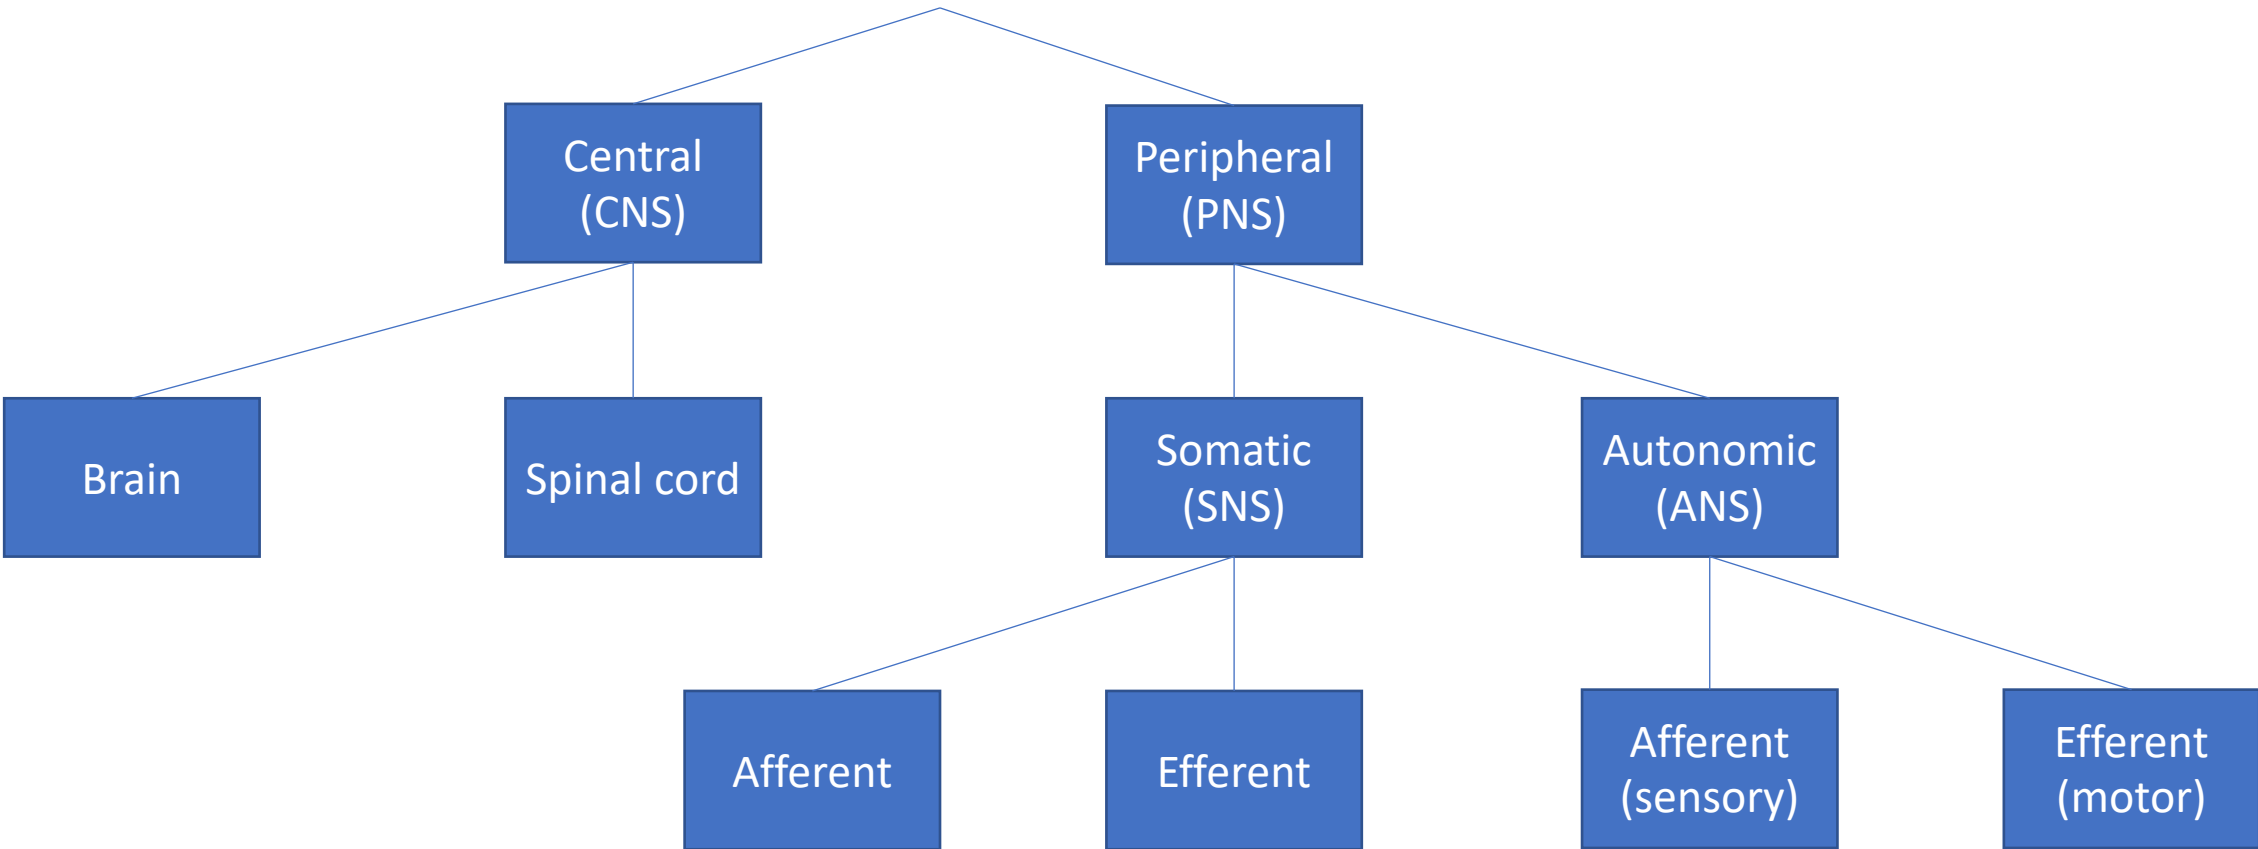 Central
(CNS)
Peripheral
(PNS)
Brain
Spinal cord
Somatic
(SNS)
Autonomic
(ANS)
Afferent
Efferent
Afferent
(sensory)
Efferent
(motor)